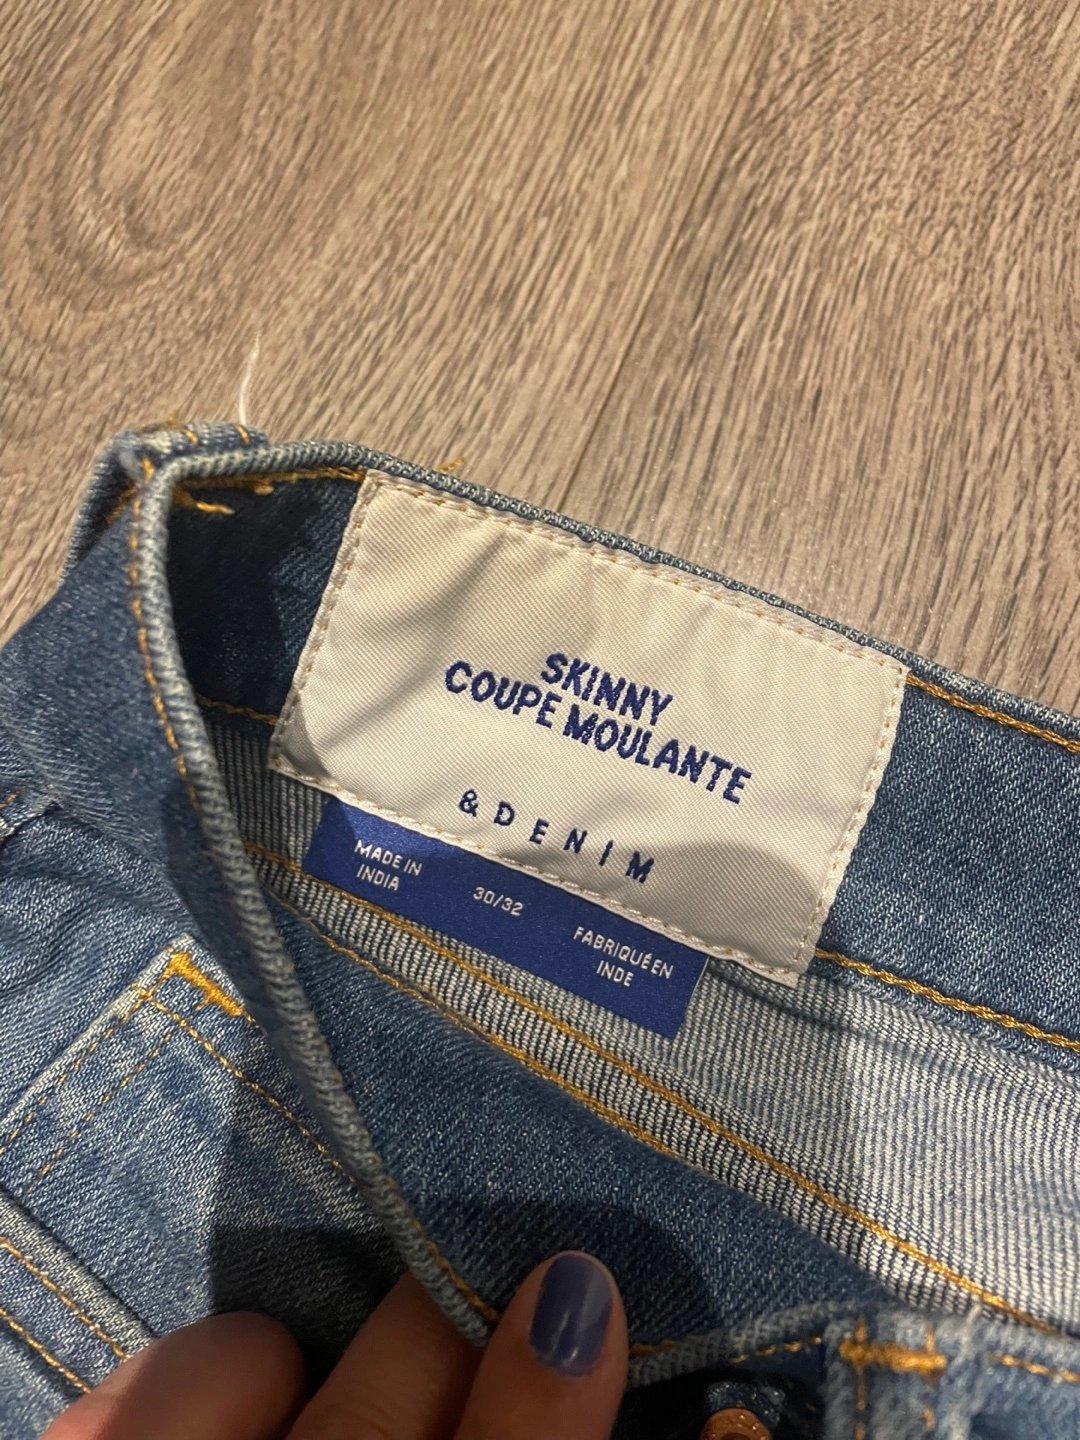 SKINNY
COUPE MOULANTE
& DENIM
MADE IN
INDIA
30/32
FABRIQUÉ EN
INDE